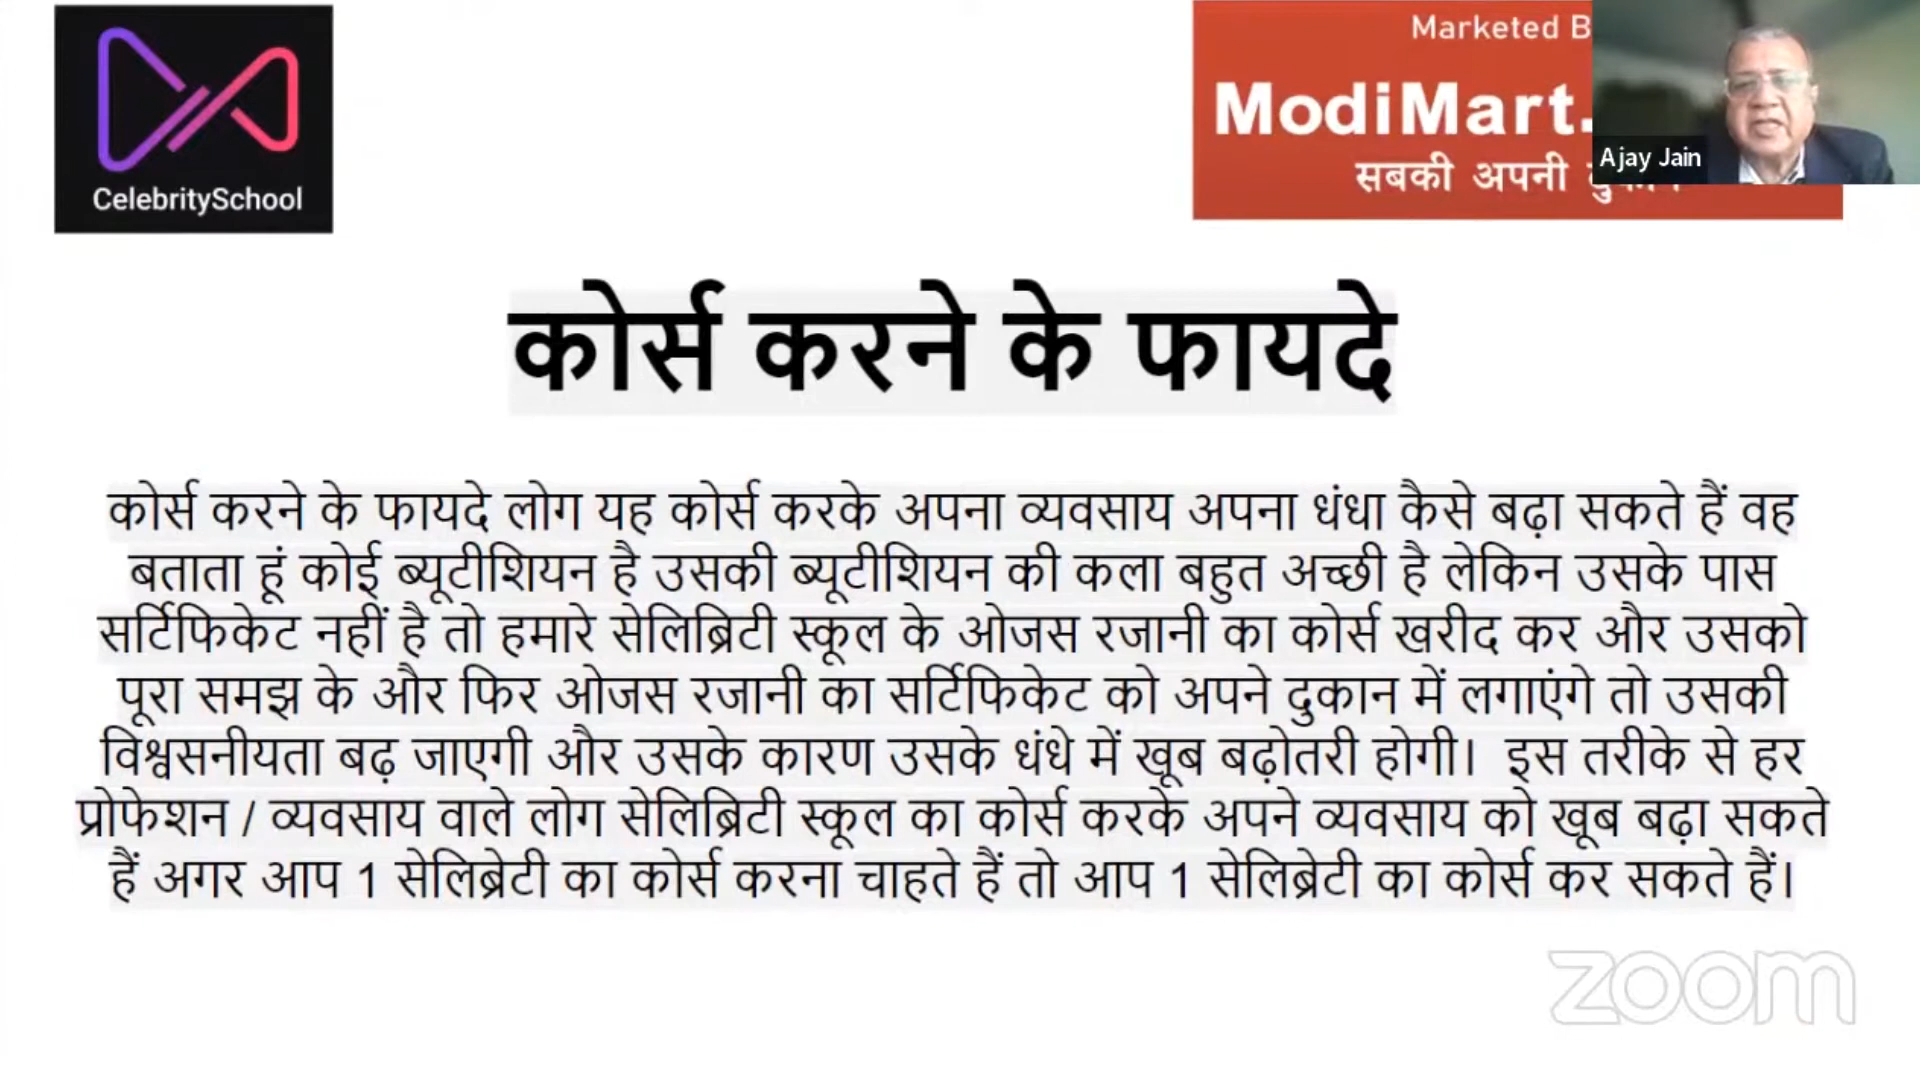 CelebritySchool
Marketed B
ModiMart.
सबकी अपनी
Ajay Jain
कोर्स करने के फायदे
कोर्स करने के फायदे लोग यह कोर्स करके अपना व्यवसाय अपना धंधा कैसे बढ़ा सकते हैं वह
बताता हूं कोई ब्यूटीशियन है उसकी ब्यूटीशियन की कला बहुत अच्छी है लेकिन उसके पास
सर्टिफिकेट नहीं है तो हमारे सेलिब्रिटी स्कूल के ओजस रजानी का कोर्स खरीद कर और उसको
पूरा समझ के और फिर ओजस रजानी का सर्टिफिकेट को अपने दुकान में लगाएंगे तो उसकी
विश्वसनीयता बढ़ जाएगी और उसके कारण उसके धंधे में खूब बढ़ोतरी होगी। इस तरीके से हर
प्रोफेशन / व्यवसाय वाले लोग सेलिब्रिटी स्कूल का कोर्स करके अपने व्यवसाय को खूब बढ़ा सकते
हैं अगर आप 1 सेलिब्रेटी का कोर्स करना चाहते हैं तो आप 1 सेलिब्रेटी का कोर्स कर सकते हैं।
zoom